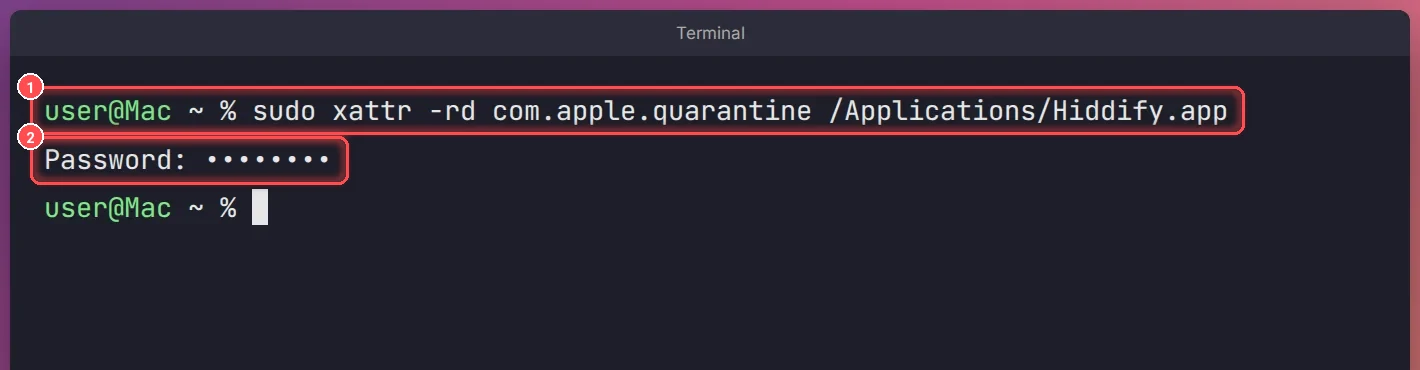 Terminal
1
user@Mac ~ % sudo xattr -rd com.apple.quarantine /Applications/Hiddify.app
2
Password: ••••••••
user@Mac ~ %